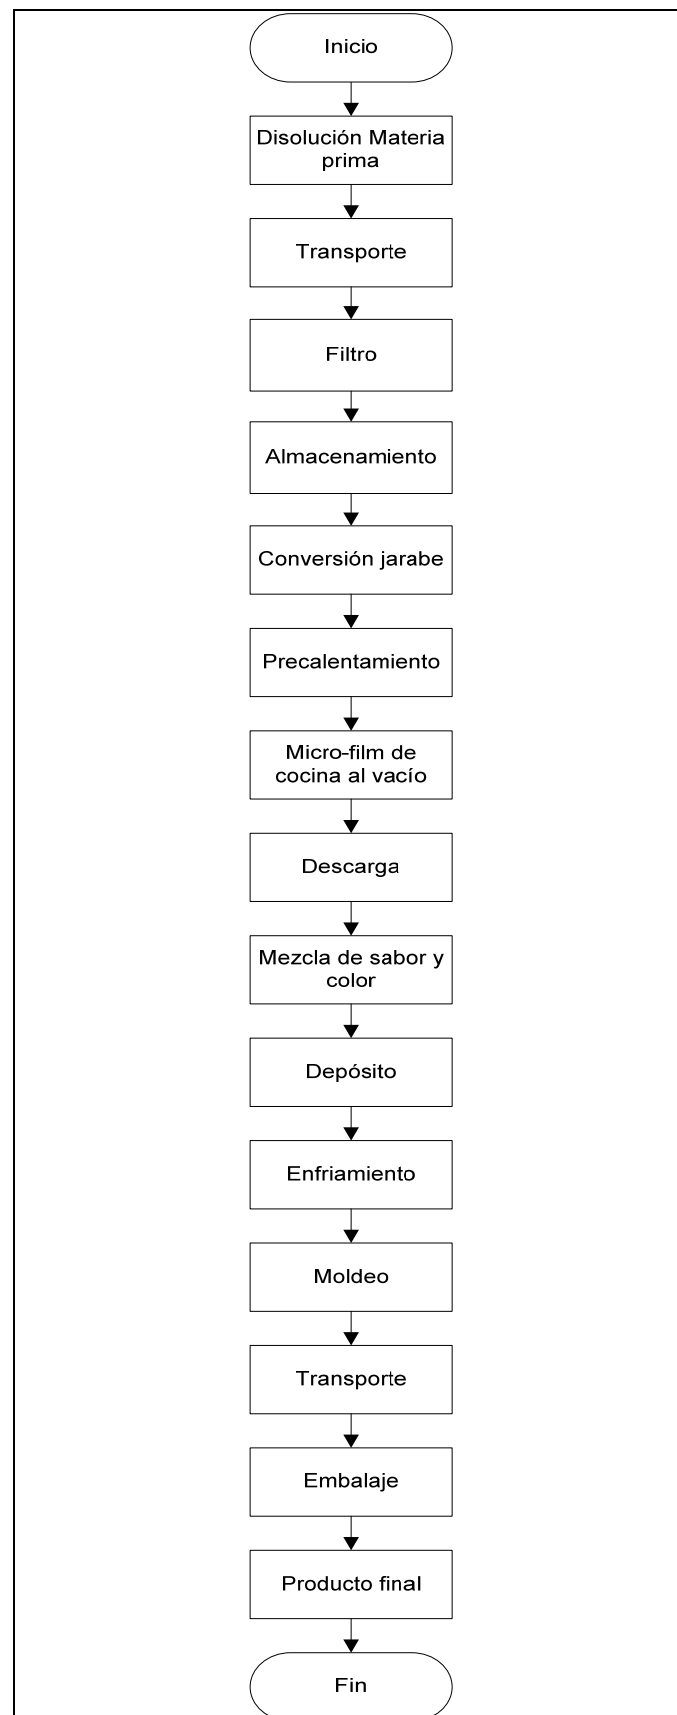 Inicio
Disolución Materia
prima
Transporte
Filtro
Almacenamiento
Conversión jarabe
Precalentamiento
Micro-film de
cocina al vacío
Descarga
Mezcla de sabor y
color
Depósito
Enfriamiento
Moldeo
Transporte
Embalaje
Producto final
Fin